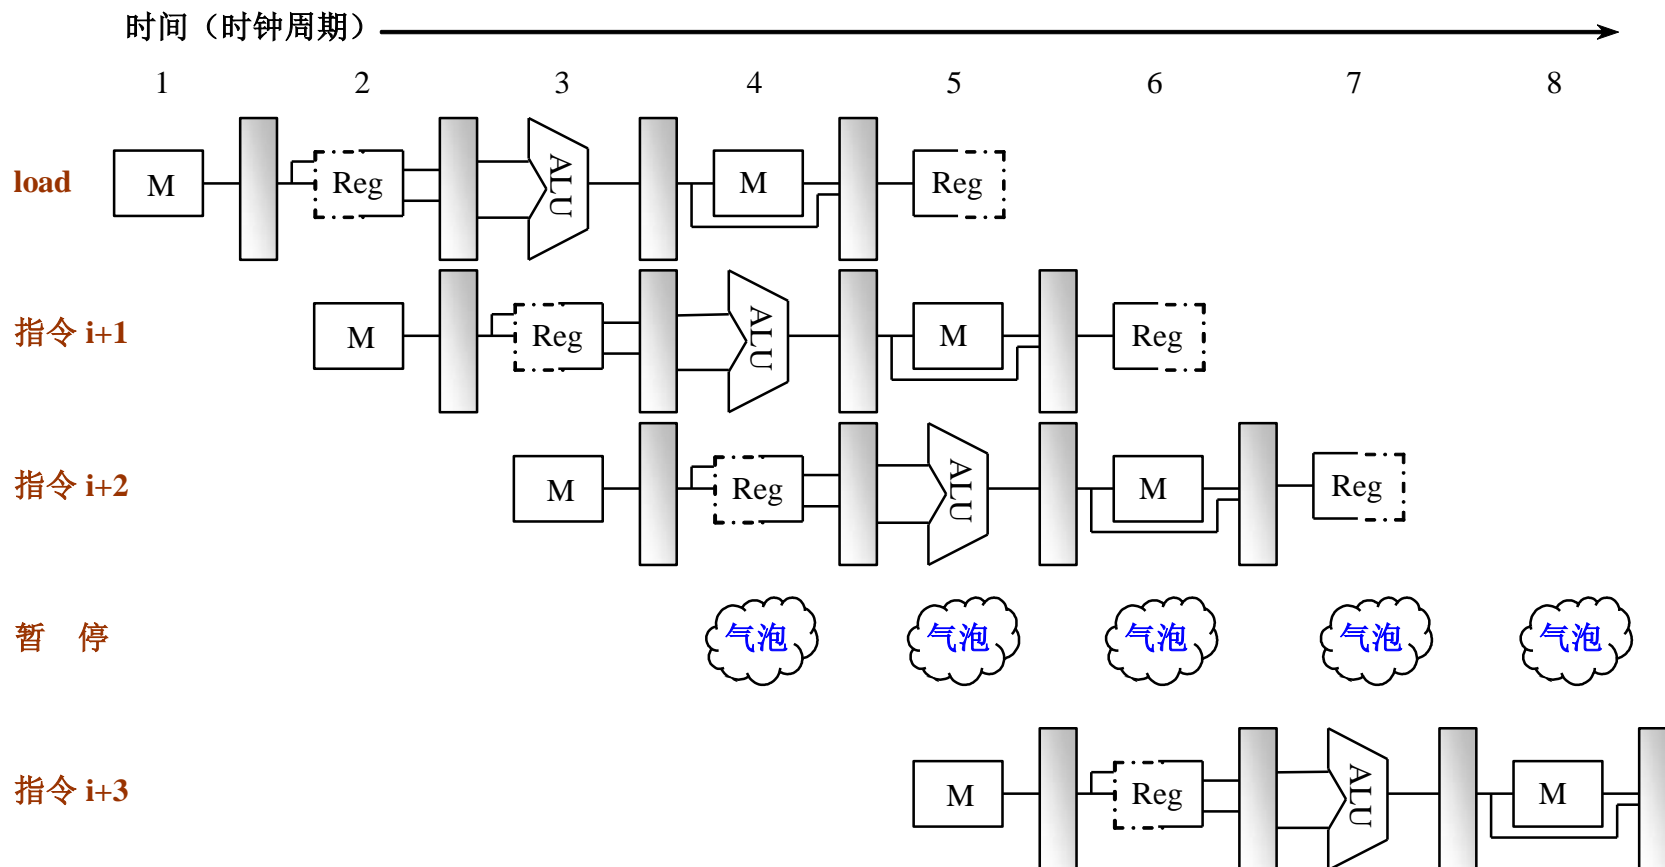 时间（时钟周期）
1 2 3 4 5 6 7 8
load M Reg ALU M Reg
指令 i+1 M Reg ALU M Reg
指令 i+2 M Reg ALU M Reg
暂 停 气泡 气泡 气泡 气泡 气泡
指令 i+3 M Reg ALU M